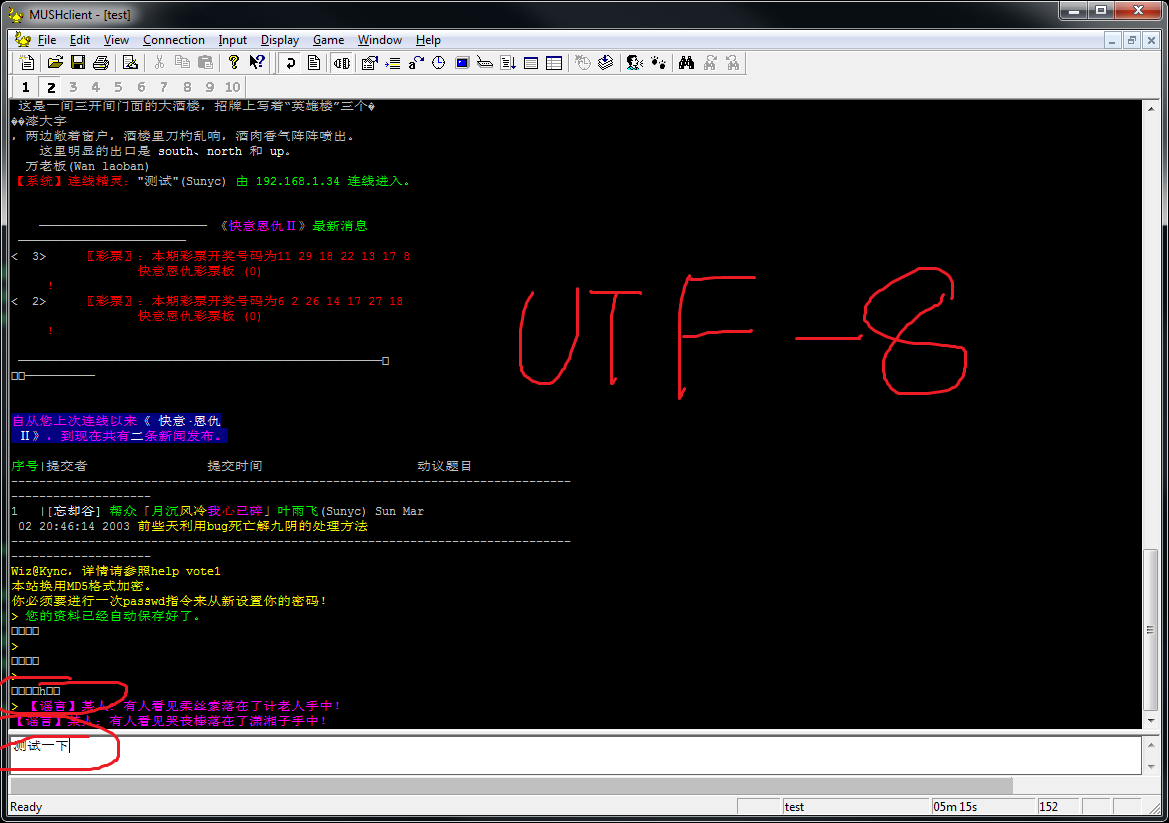 MUSHclient - [test]
File Edit View Connection Input Display Game Window Help
1 2 3 4 5 6 7 8 9 10
这是一间三开间门面的大酒楼，招牌上写着“英雄楼”三个�
��漆大字
，两边敞着窗户，酒楼里刀杓乱响，酒肉香气阵阵喷出。
这里明显的出口是 south、north 和 up。
万老板(Wan laoban)
【系统】连线精灵："测试"(Sunyc) 由 192.168.1.34 连线进入。
──────────────────────── 《快意恩仇Ⅱ》最新消息
────────────────────────
< 3> 〖彩票〗：本期彩票开奖号码为11 29 18 22 13 17 8
快意恩仇彩票板 (0)
!
< 2> 〖彩票〗：本期彩票开奖号码为6 2 26 14 17 27 18
快意恩仇彩票板 (0)
!
UTF-8
────────────────────────────────────────────────────□
□□──────────
自从您上次连线以来《 快意·恩仇
Ⅱ》，到现在共有二条新闻发布。
序号|提交者 提交时间 动议题目
--------------------------------------------------------------------------------
--------------------
1 |[忘却谷] 帮众「月沉风冷我心已碎」叶雨飞(Sunyc) Sun Mar
02 20:46:14 2003 前些天利用bug死亡解九阴的处理方法
--------------------------------------------------------------------------------
--------------------
Wiz@Kync，详情请参照help vote1
本站换用MD5格式加密。
你必须要进行一次passwd指令来从新设置你的密码！
> 您的资料已经自动保存好了。
□□□□
>
□□□□
>
□□□□h□□
> 【谣言】某人：有人看见柔丝索落在了计老人手中！
【谣言】某人：有人看见哭丧棒落在了潇湘子手中！
测试一下
Ready test 05m 15s 152